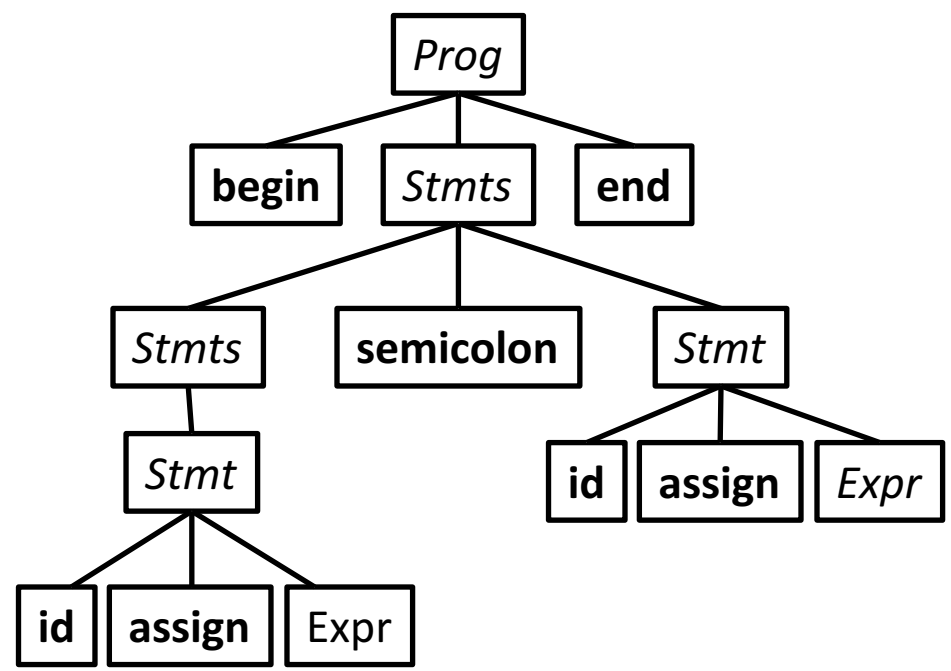 Prog
begin Stmts end
Stmts semicolon Stmt
Stmt id assign Expr
id assign Expr